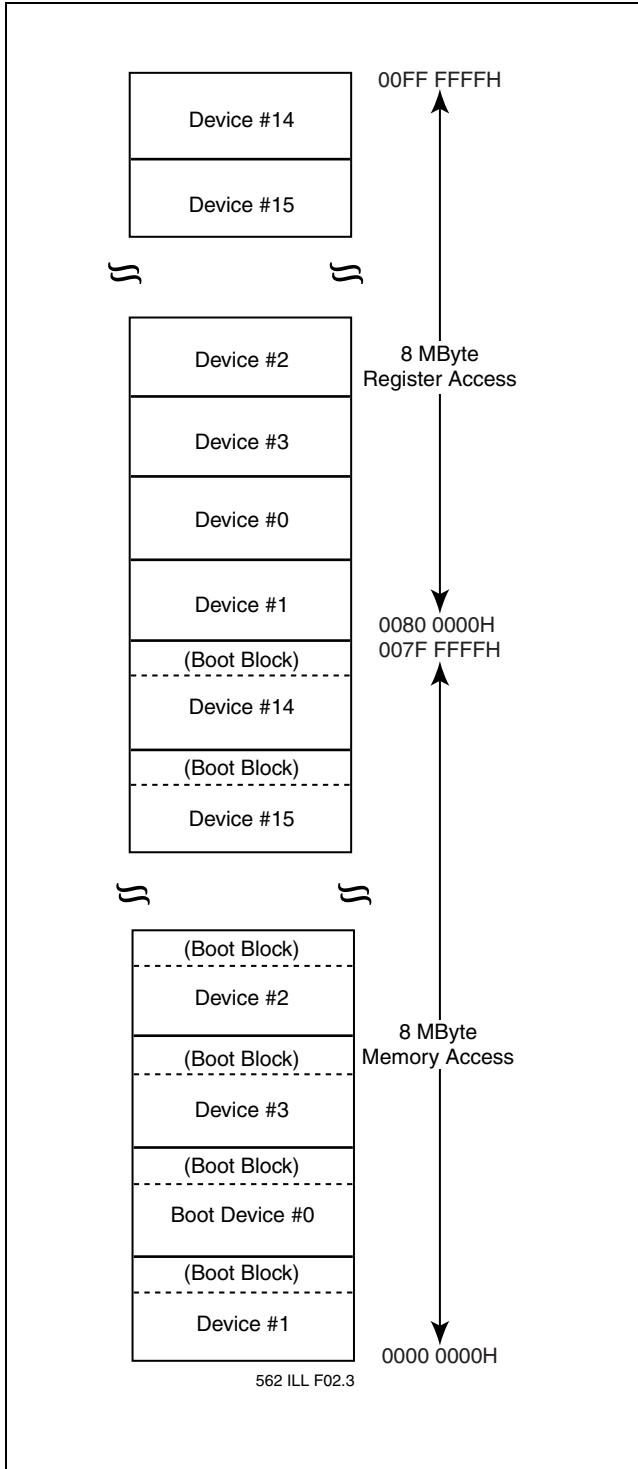 00FF FFFFH
Device #14
Device #15
Device #2
8 MByte
Register Access
Device #3
Device #0
Device #1
0080 0000H
007F FFFFH
(Boot Block)
Device #14
(Boot Block)
Device #15
(Boot Block)
Device #2
8 MByte
Memory Access
(Boot Block)
Device #3
(Boot Block)
Boot Device #0
(Boot Block)
Device #1
0000 0000H
562 ILL F02.3